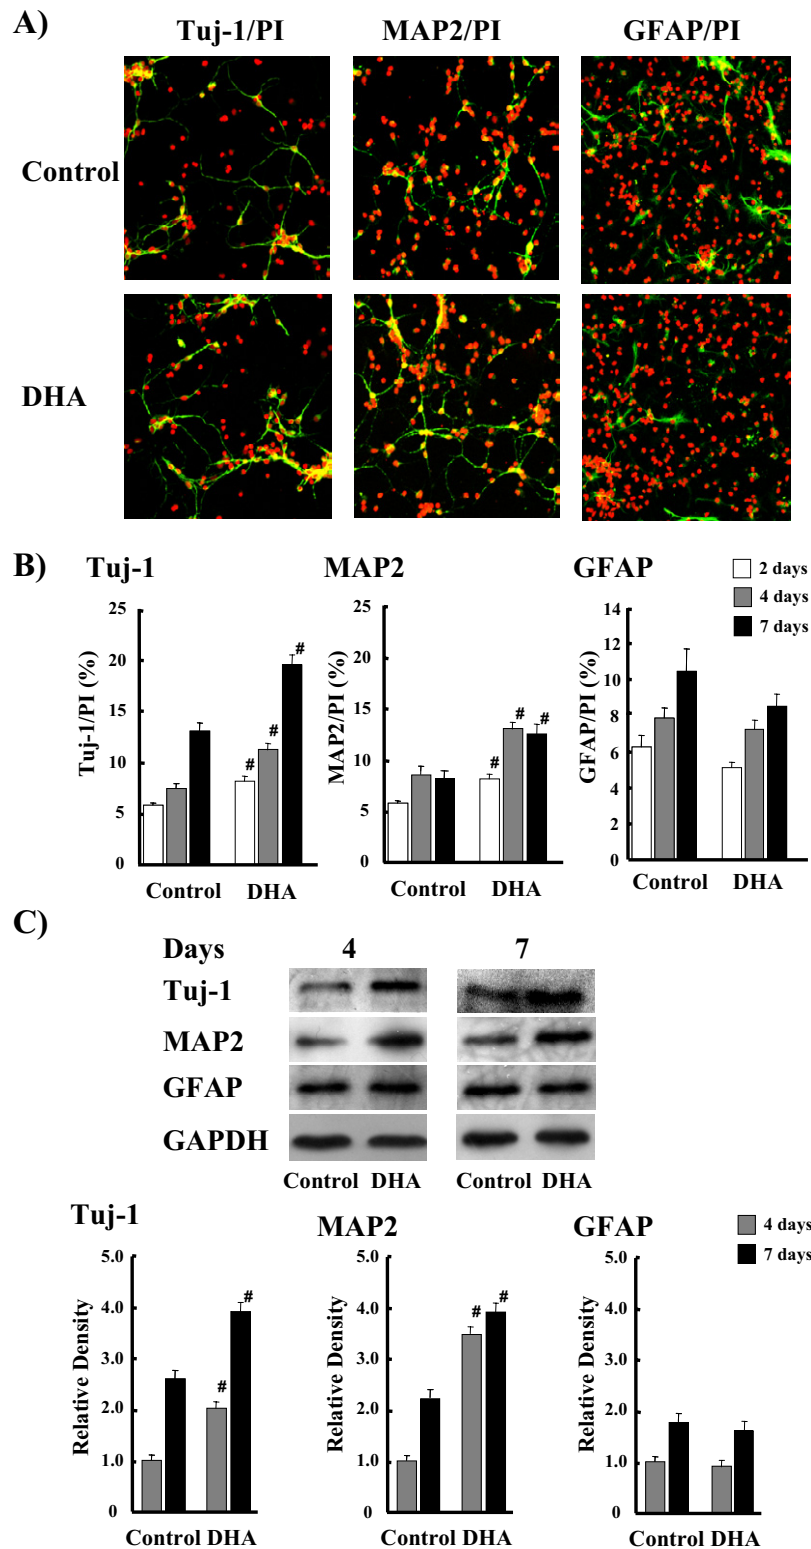 A)
Tuj-1/PI MAP2/PI GFAP/PI
Control
DHA
B) Tuj-1 MAP2 GFAP
2 days
4 days
7 days
Tuj-1/PI (%)
25
20
15
10
5
0
# # #
Control DHA
MAP2/PI (%)
25
20
15
10
5
0
# # #
Control DHA
GFAP/PI (%)
14
12
10
8
6
4
2
0
Control DHA
C)
Days 4 7
Tuj-1
MAP2
GFAP
GAPDH
Control DHA Control DHA
Tuj-1 MAP2 GFAP
4 days
7 days
Relative Density
5.0
4.0
3.0
2.0
1.0
0
# #
Control DHA
Relative Density
5.0
4.0
3.0
2.0
1.0
0
# #
Control DHA
Relative Density
5.0
4.0
3.0
2.0
1.0
0
Control DHA